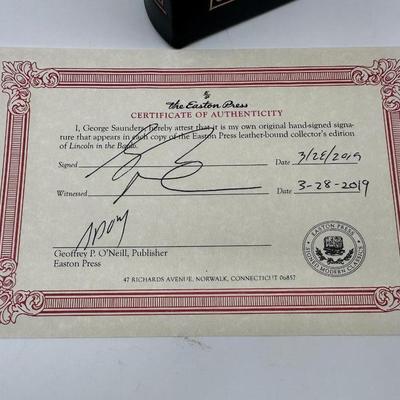 the Easton Press
CERTIFICATE OF AUTHENTICITY
I, George Saunders, hereby attest that it is my own original hand-signed signa-
ture that appears in each copy of the Easton Press leather-bound collector's edition
of Lincoln in the Bardo.
Signed Date 3/28/2019
Witnessed Date 3-28-2019
Geoffrey P. O'Neill, Publisher
Easton Press
EASTON PRESS
SIGNED MODERN CLASSICS
47 RICHARDS AVENUE, NORWALK, CONNECTICUT 06857